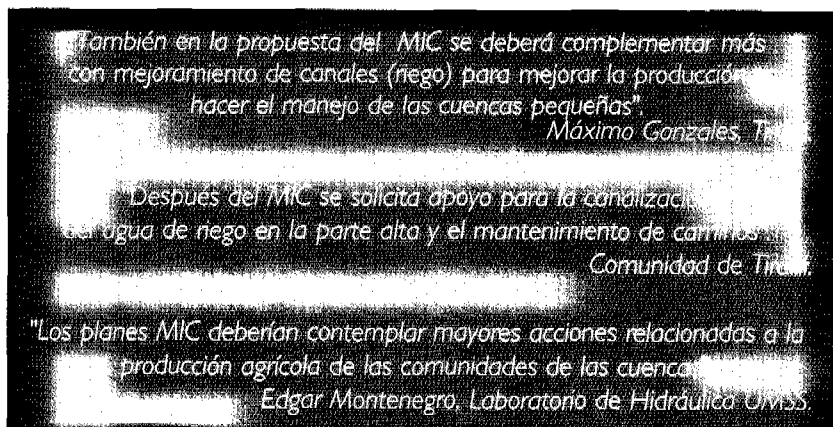 También en la propuesta del MIC se deberá complementar más
con mejoramiento de canales (riego) para mejorar la producción
hacer el manejo de las cuencas pequeñas".
Máximo Gonzales,
Después del MIC se solicita apoyo para la
agua de riego en la parte alta y el mantenimiento de caminos
Comunidad de
"Los planes MIC deberían contemplar mayores acciones relacionadas a la
producción agrícola de las comunidades de las
Edgar Montenegro, Laboratorio de Hidráulica UMSS.